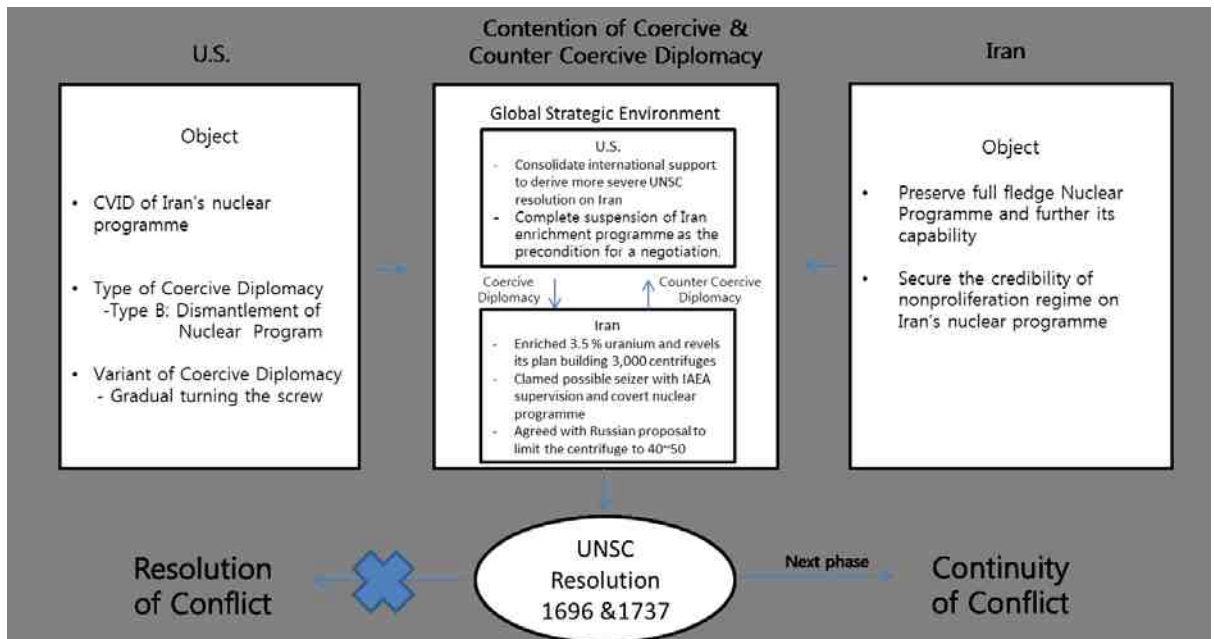 U.S.
Contention of Coercive &
Counter Coercive Diplomacy
Iran
Object
• CVID of Iran's nuclear
programme
• Type of Coercive Diplomacy
-Type B: Dismantlement of
Nuclear Program
• Variant of Coercive Diplomacy
- Gradual turning the screw
Global Strategic Environment
U.S.
- Consolidate international support
to derive more severe UNSC
resolution on Iran
- Complete suspension of Iran
enrichment programme as the
precondition for a negotiation.
Coercive
Diplomacy
Counter Coercive
Diplomacy
Iran
- Enriched 3.5 % uranium and revels
its plan building 3,000 centrifuges
- Clamed possible seizer with IAEA
supervision and covert nuclear
programme
- Agreed with Russian proposal to
limit the centrifuge to 40~50
Object
• Preserve full fledge Nuclear
Programme and further its
capability
• Secure the credibility of
nonproliferation regime on
Iran's nuclear programme
Resolution
of Conflict
UNSC
Resolution
1696 &1737
Next phase
Continuity
of Conflict